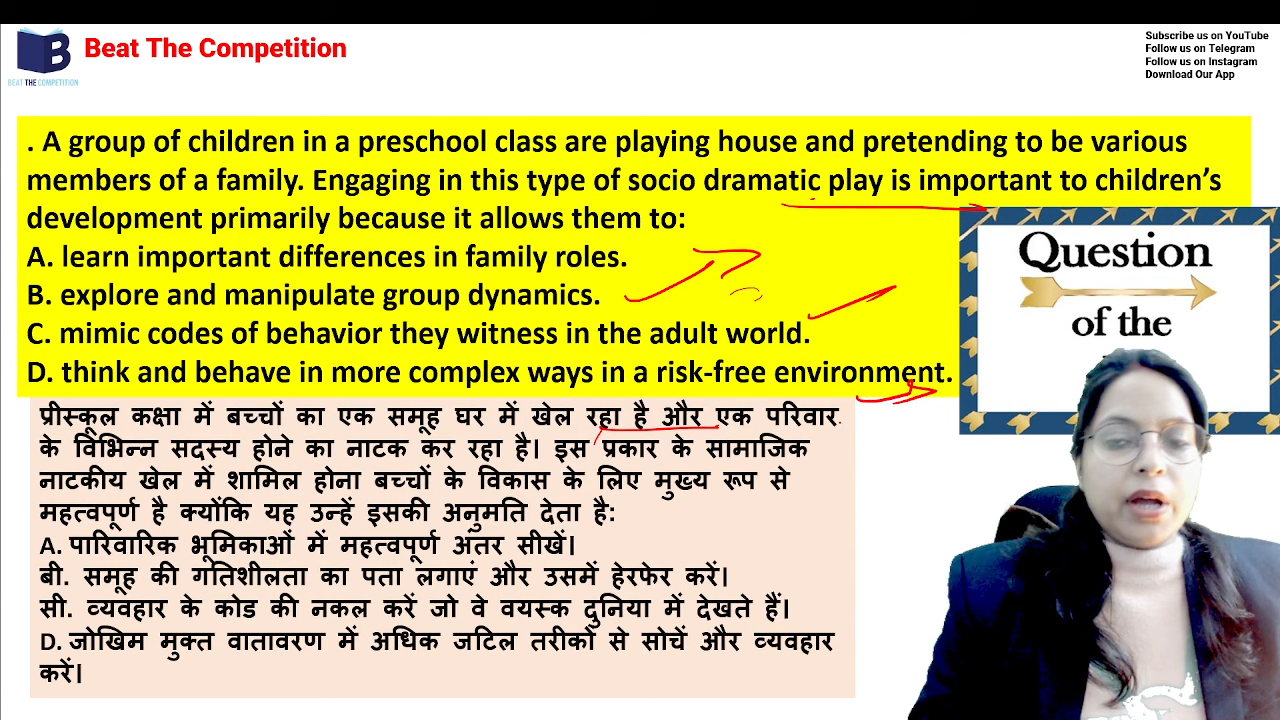 Beat The Competition
BEAT THE COMPETITION
Subscribe us on YouTube
Follow us on Telegram
Follow us on Instagram
Download Our App
. A group of children in a preschool class are playing house and pretending to be various
members of a family. Engaging in this type of socio dramatic play is important to children's
development primarily because it allows them to:
A. learn important differences in family roles.
B. explore and manipulate group dynamics.
C. mimic codes of behavior they witness in the adult world.
D. think and behave in more complex ways in a risk-free environment.
Question
of the
प्रीस्कूल कक्षा में बच्चों का एक समूह घर में खेल रहा है और एक परिवार
के विभिन्न सदस्य होने का नाटक कर रहा है। इस प्रकार के सामाजिक
नाटकीय खेल में शामिल होना बच्चों के विकास के लिए मुख्य रूप से
महत्वपूर्ण है क्योंकि यह उन्हें इसकी अनुमति देता है:
A. पारिवारिक भूमिकाओं में महत्वपूर्ण अंतर सीखें।
बी. समूह की गतिशीलता का पता लगाएं और उसमें हेरफेर करें।
सी. व्यवहार के कोड की नकल करें जो वे वयस्क दुनिया में देखते हैं।
D. जोखिम मुक्त वातावरण में अधिक जटिल तरीकों से सोचें और व्यवहार
करें।